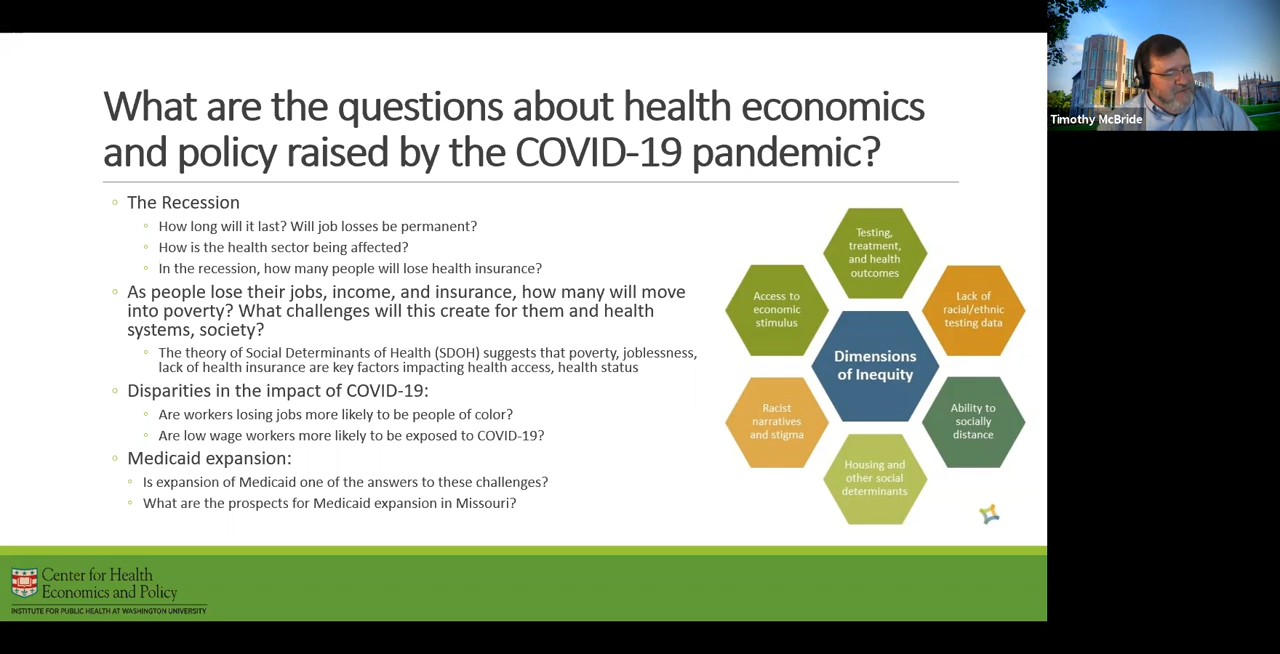 What are the questions about health economics
and policy raised by the COVID-19 pandemic?
The Recession
How long will it last? Will job losses be permanent?
How is the health sector being affected?
In the recession, how many people will lose health insurance?
As people lose their jobs, income, and insurance, how many will move
into poverty? What challenges will this create for them and health
systems, society?
The theory of Social Determinants of Health (SDOH) suggests that poverty, joblessness,
lack of health insurance are key factors impacting health access, health status
Disparities in the impact of COVID-19:
Are workers losing jobs more likely to be people of color?
Are low wage workers more likely to be exposed to COVID-19?
Medicaid expansion:
Is expansion of Medicaid one of the answers to these challenges?
What are the prospects for Medicaid expansion in Missouri?
Testing,
treatment,
and health
outcomes
Access to
economic
stimulus
Lack of
racial/ethnic
testing data
Dimensions
of Inequity
Racist
narratives
and stigma
Ability to
socially
distance
Housing and
other social
determinants
Center for Health
Economics and Policy
INSTITUTE FOR PUBLIC HEALTH AT WASHINGTON UNIVERSITY
Timothy McBride